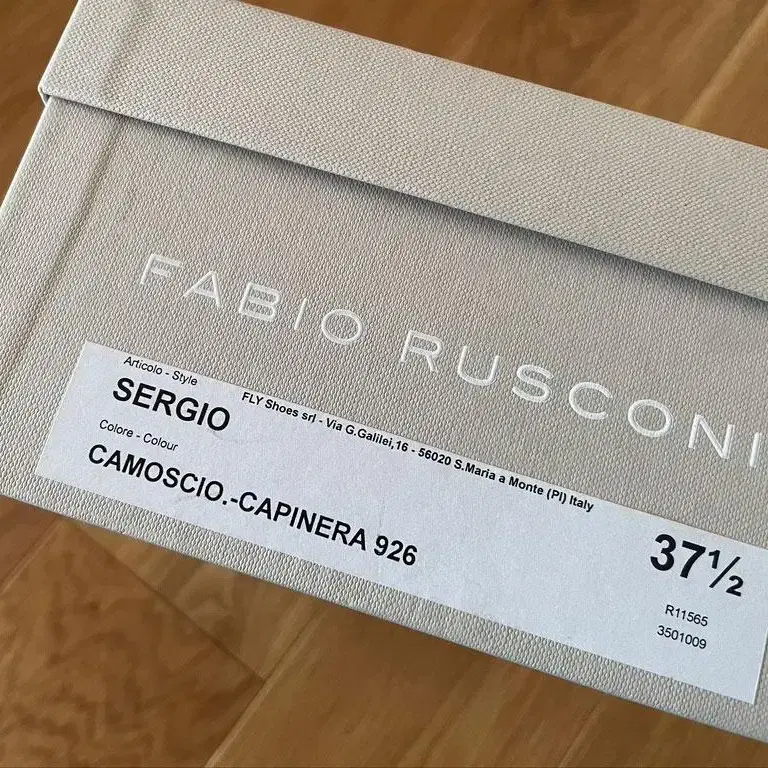 FABIO RUSCONI
Articolo - Style
SERGIO
FLY Shoes srl - Via G.Galilei,16 - 56020 S.Maria a Monte (PI) Italy
Colore - Colour
CAMOSCIO.-CAPINERA 926
37½
R11565
3501009